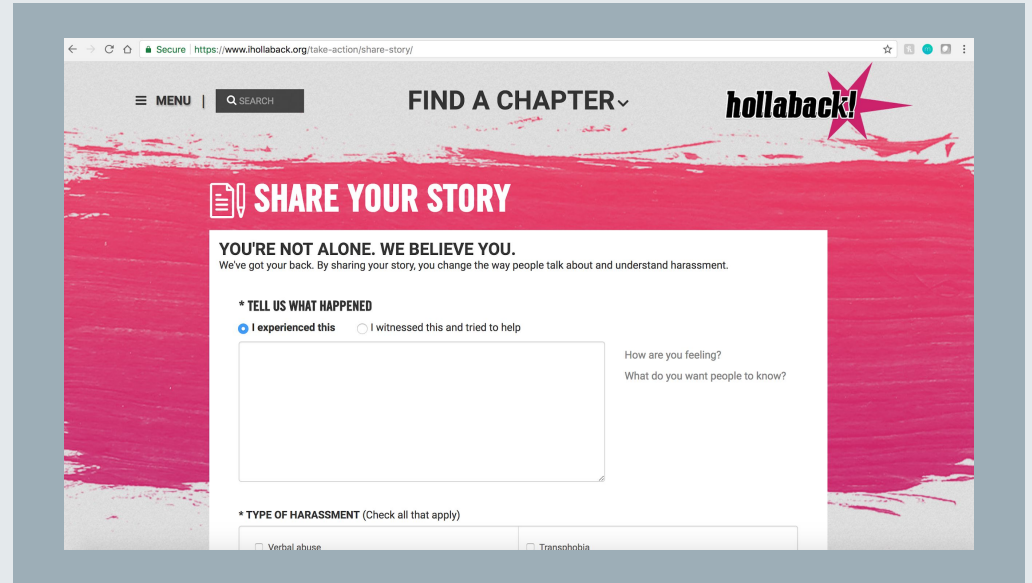 Secure https://www.ihollaback.org/take-action/share-story/
MENU | SEARCH FIND A CHAPTER hollaback!
SHARE YOUR STORY
YOU'RE NOT ALONE. WE BELIEVE YOU.
We've got your back. By sharing your story, you change the way people talk about and understand harassment.
* TELL US WHAT HAPPENED
I experienced this I witnessed this and tried to help
How are you feeling?
What do you want people to know?
* TYPE OF HARASSMENT (Check all that apply)
Verbal abuse Transphobia